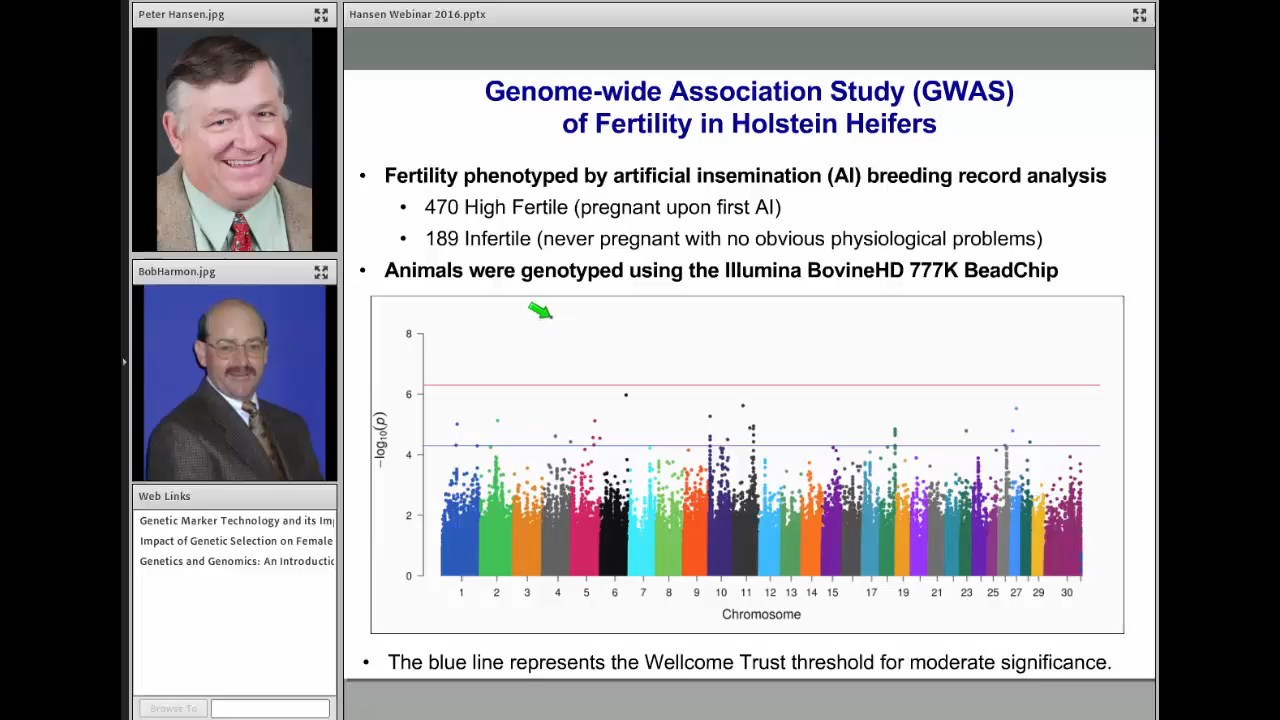 Peter Hansen.jpg
BobHarmon.jpg
Web Links
Genetic Marker Technology and its Im
Impact of Genetic Selection on Female
Genetics and Genomics: An Introductic
Browse To
Hansen Webinar 2016.pptx
Genome-wide Association Study (GWAS)
of Fertility in Holstein Heifers
• Fertility phenotyped by artificial insemination (AI) breeding record analysis
• 470 High Fertile (pregnant upon first AI)
• 189 Infertile (never pregnant with no obvious physiological problems)
• Animals were genotyped using the Illumina BovineHD 777K BeadChip
8
6
4
2
0
−log10(p)
1 2 3 4 5 6 7 8 9 10 11 12 13 14 15 17 19 21 23 25 27 29 30
Chromosome
• The blue line represents the Wellcome Trust threshold for moderate significance.